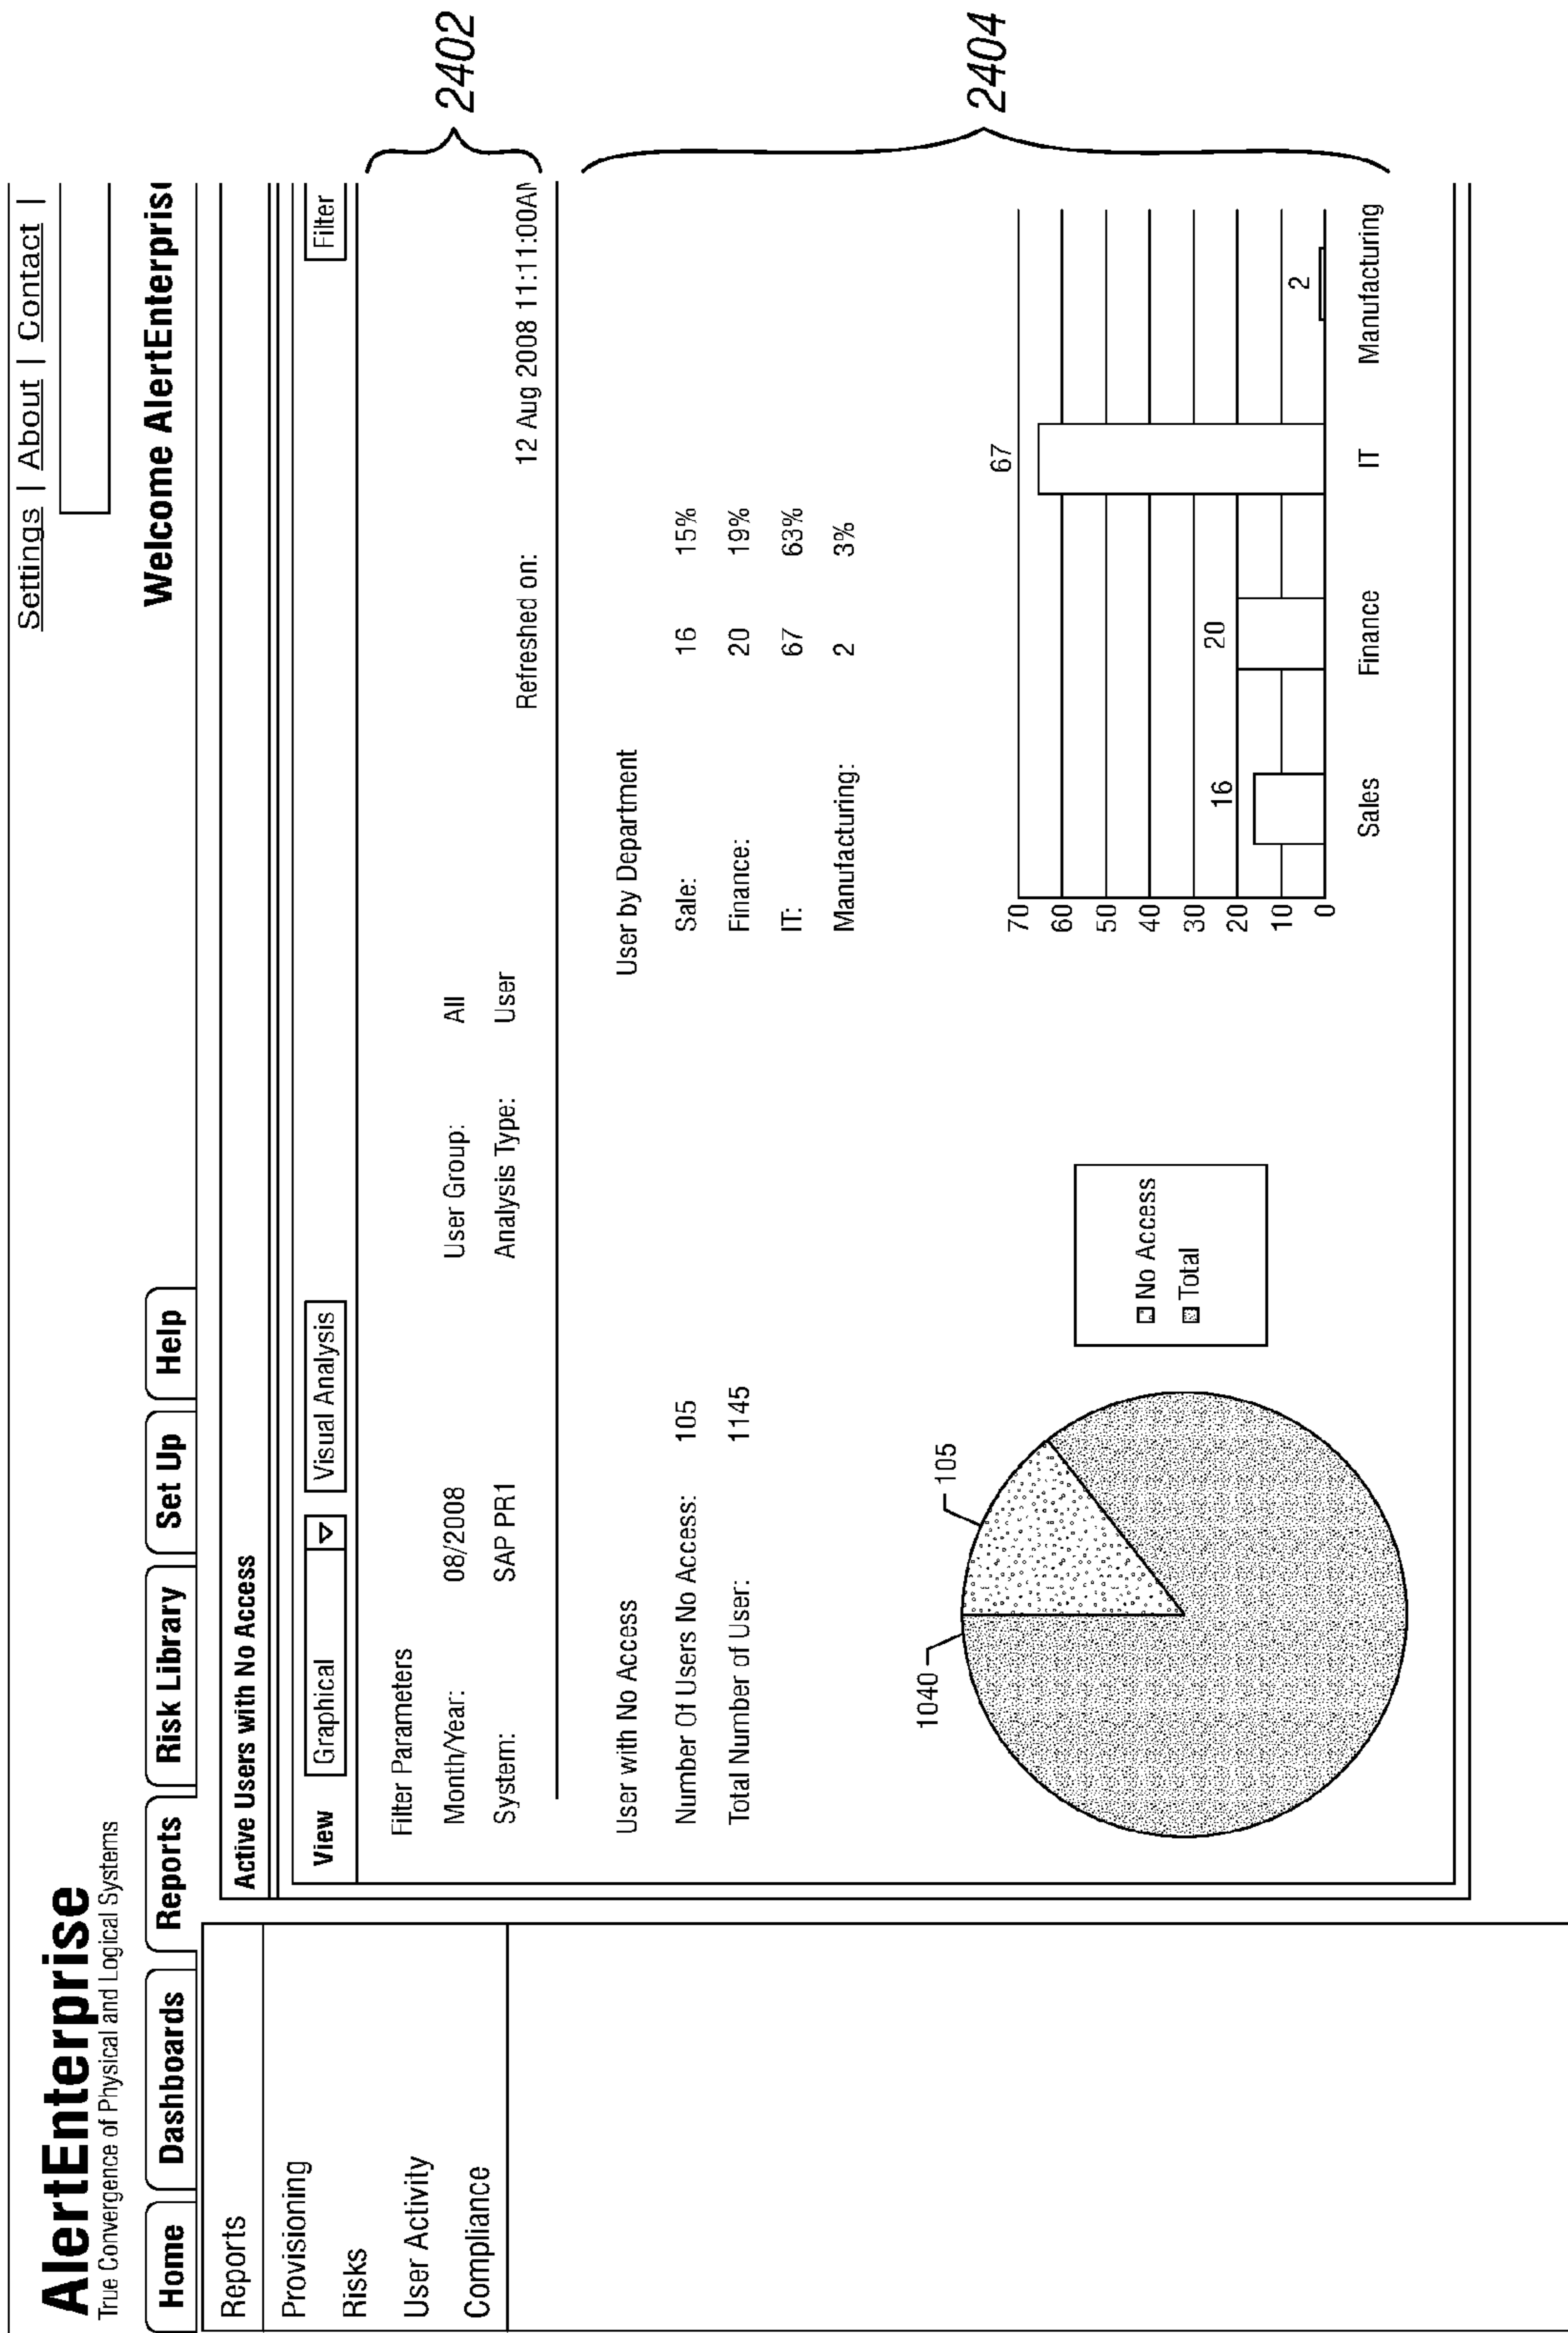 Settings | About | Contact |
AlertEnterprise
True Convergence of Physical and Logical Systems
Welcome AlertEnterprise
Home Dashboards Reports Risk Library Set Up Help
Reports
Provisioning
Risks
User Activity
Compliance
Active Users with No Access
View Graphical Visual Analysis Filter
Filter Parameters
Month/Year: 08/2008 User Group: All
System: SAP PR1 Analysis Type: User
Refreshed on: 12 Aug 2008 11:11:00AM
2402
User with No Access
Number Of Users No Access: 105
Total Number of User: 1145
User by Department
Sale: 16 15%
Finance: 20 19%
IT: 67 63%
Manufacturing: 2 3%
1040
105
No Access
Total
70
60
50
40
30
20
10
0
16
20
67
2
Sales Finance IT Manufacturing
2404